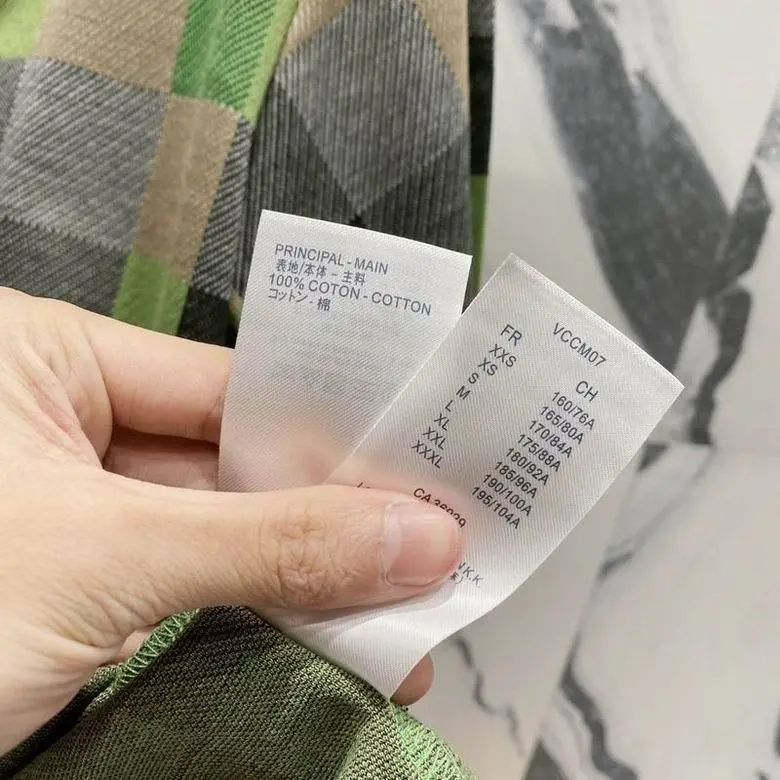 PRINCIPAL - MAIN
表地/本体 - 主料
100% COTON - COTTON
コットン - 棉
VCCM07
FR CH
XXS 160/76A
XS 165/80A
S 170/84A
M 175/88A
L 180/92A
XL 185/96A
XXL 190/100A
XXXL 195/104A
CA
K.K.